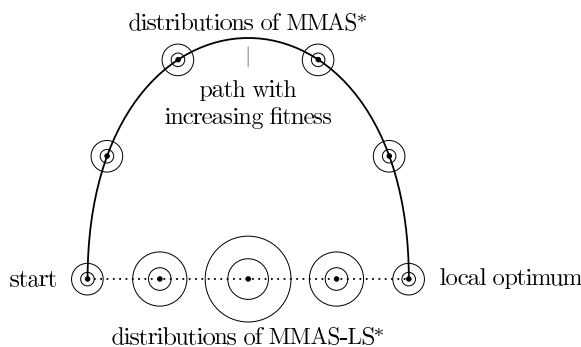 distributions of MMAS*
path with
increasing fitness
start
local optimum
distributions of MMAS-LS*